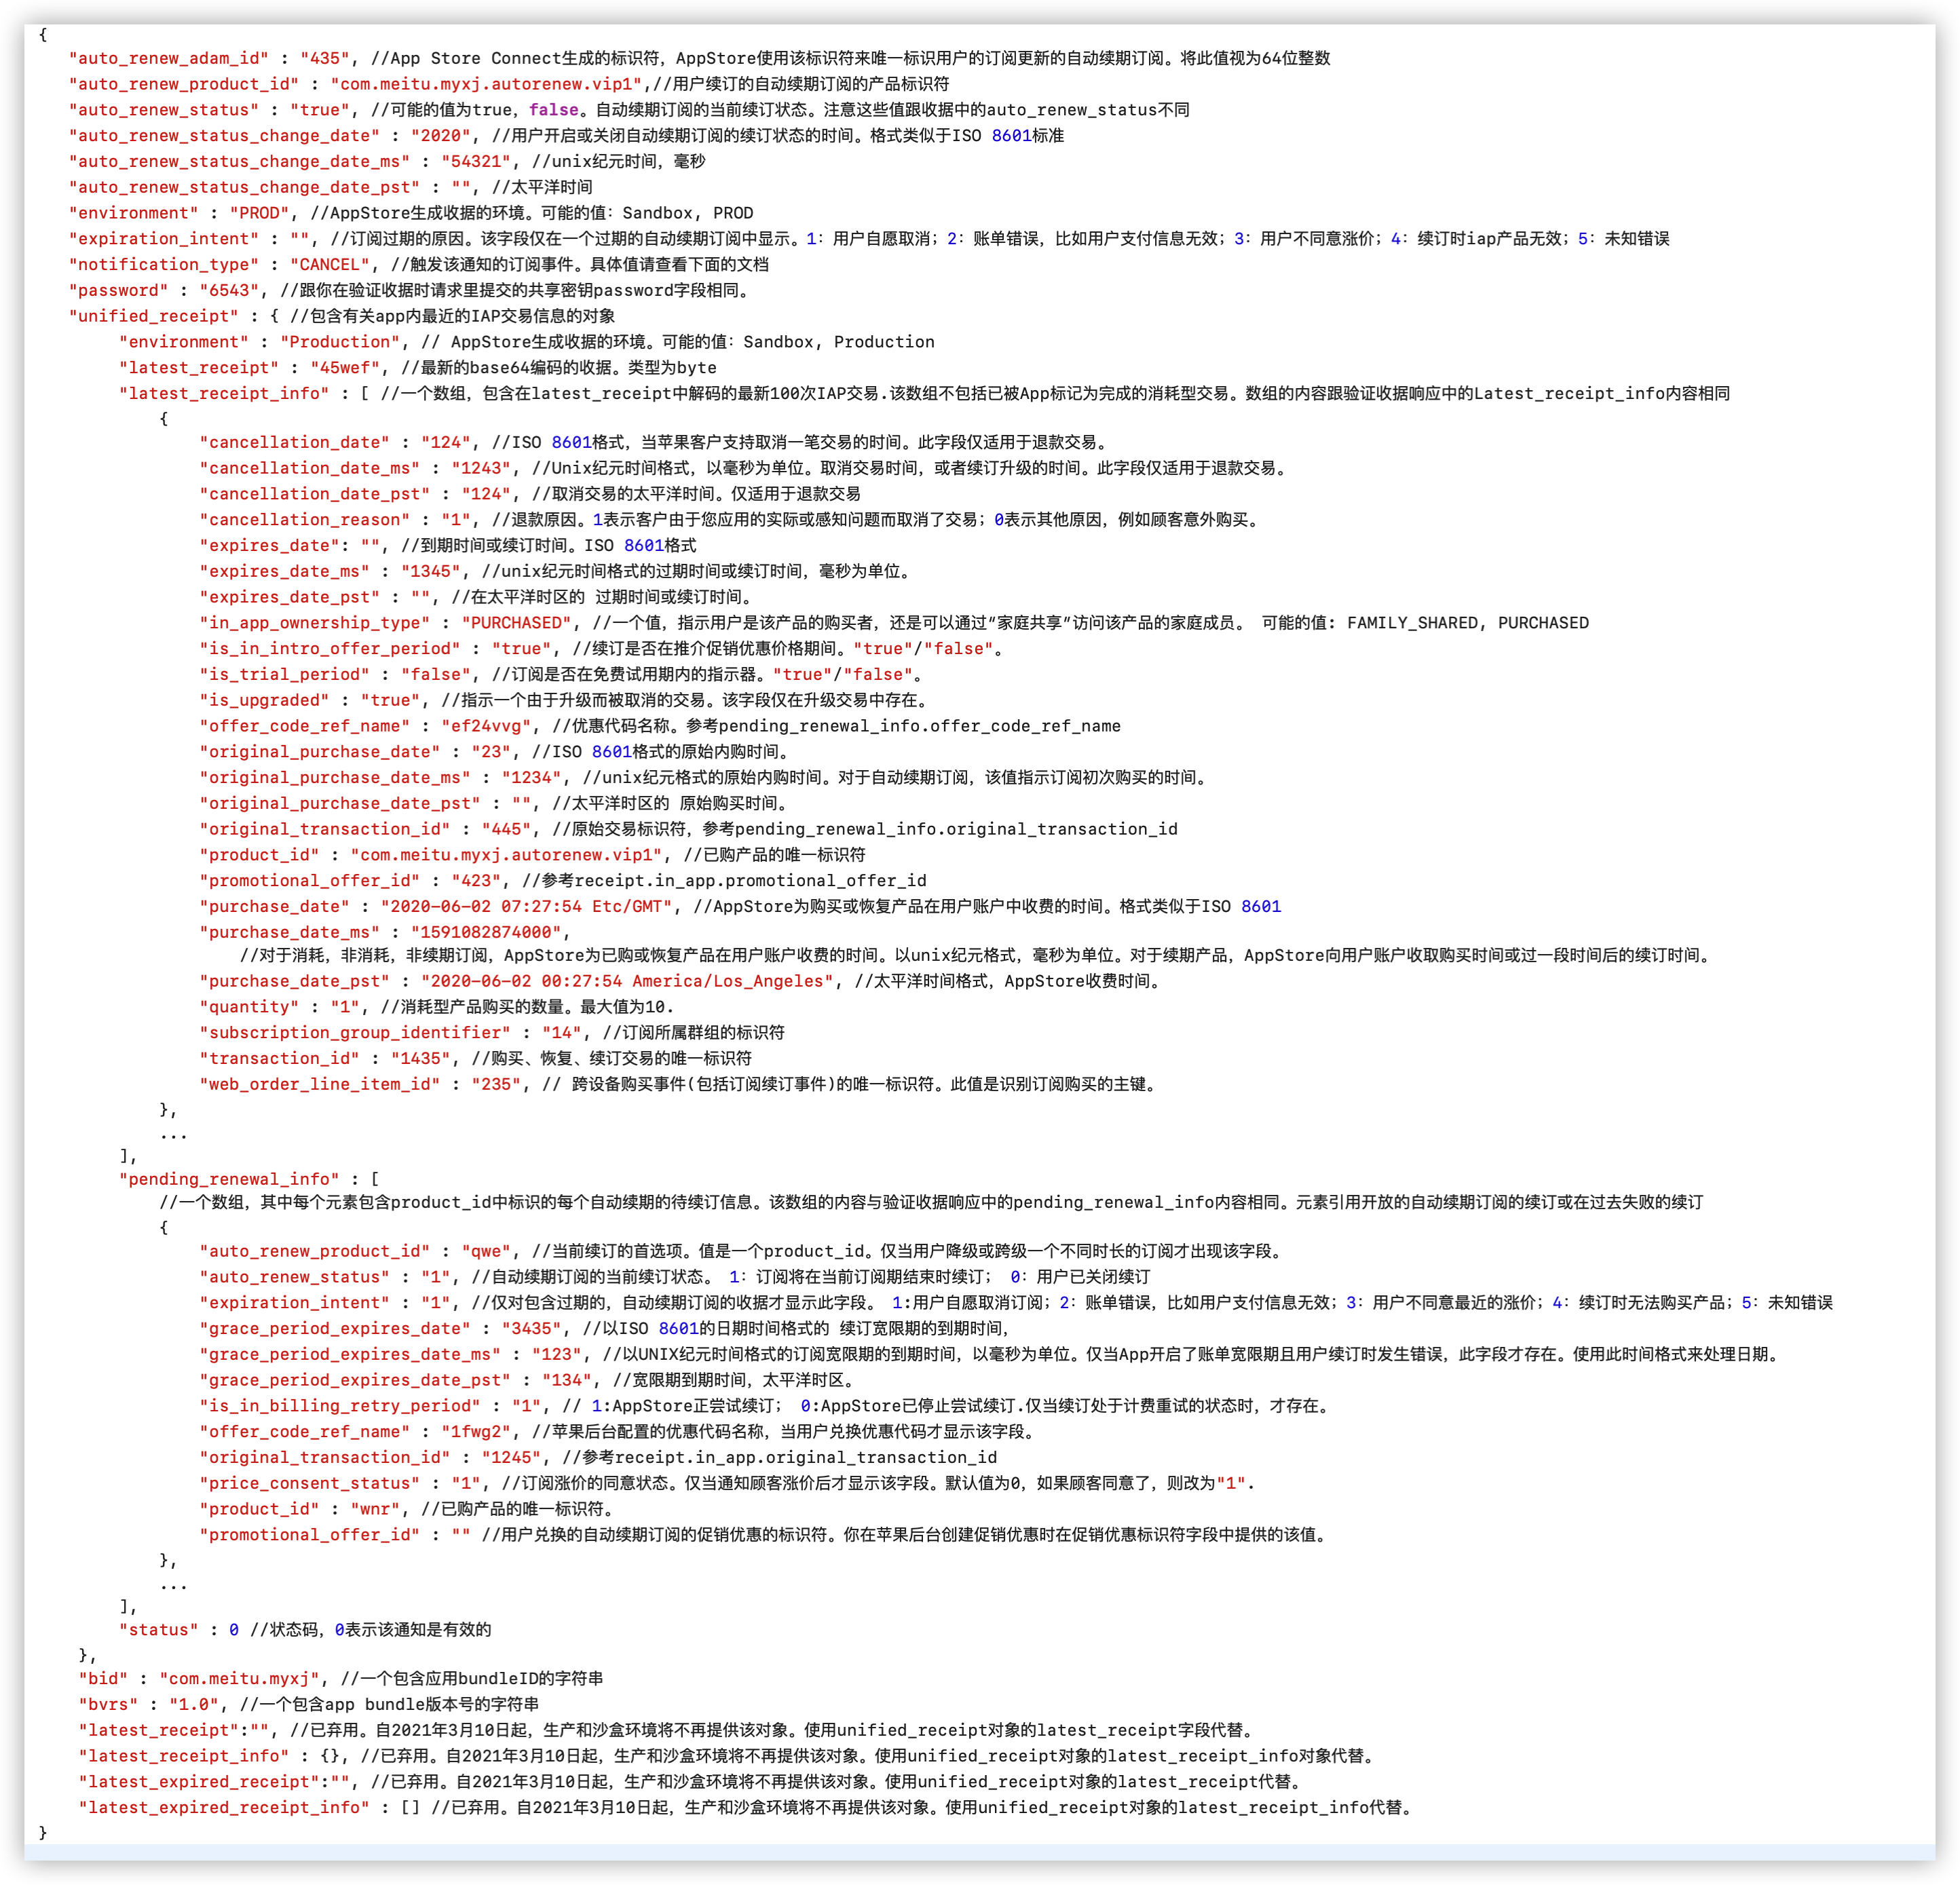 {
"auto_renew_adam_id" : "435", //App Store Connect生成的标识符，AppStore使用该标识符来唯一标识用户的订阅更新的自动续期订阅。将此值视为64位整数
"auto_renew_product_id" : "com.meitu.myxj.autorenew.vip1",//用户续订的自动续期订阅的产品标识符
"auto_renew_status" : "true", //可能的值为true，false。自动续期订阅的当前续订状态。注意这些值跟收据中的auto_renew_status不同
"auto_renew_status_change_date" : "2020", //用户开启或关闭自动续期订阅的续订状态的时间。格式类似于ISO 8601标准
"auto_renew_status_change_date_ms" : "54321", //unix纪元时间，毫秒
"auto_renew_status_change_date_pst" : "", //太平洋时间
"environment" : "PROD", //AppStore生成收据的环境。可能的值：Sandbox, PROD
"expiration_intent" : "", //订阅过期的原因。该字段仅在一个过期的自动续期订阅中显示。1：用户自愿取消；2：账单错误，比如用户支付信息无效；3：用户不同意涨价；4：续订时iap产品无效；5：未知错误
"notification_type" : "CANCEL", //触发该通知的订阅事件。具体值请查看下面的文档
"password" : "6543", //跟你在验证收据时请求里提交的共享密钥password字段相同。
"unified_receipt" : { //包含有关app内最近的IAP交易信息的对象
"environment" : "Production", // AppStore生成收据的环境。可能的值：Sandbox, Production
"latest_receipt" : "45wef", //最新的base64编码的收据。类型为byte
"latest_receipt_info" : [ //一个数组，包含在latest_receipt中解码的最新100次IAP交易.该数组不包括已被App标记为完成的消耗型交易。数组的内容跟验证收据响应中的Latest_receipt_info内容相同
{
"cancellation_date" : "124", //ISO 8601格式，当苹果客户支持取消一笔交易的时间。此字段仅适用于退款交易。
"cancellation_date_ms" : "1243", //Unix纪元时间格式，以毫秒为单位。取消交易时间，或者续订升级的时间。此字段仅适用于退款交易。
"cancellation_date_pst" : "124", //取消交易的太平洋时间。仅适用于退款交易
"cancellation_reason" : "1", //退款原因。1表示客户由于您应用的实际或感知问题而取消了交易；0表示其他原因，例如顾客意外购买。
"expires_date": "", //到期时间或续订时间。ISO 8601格式
"expires_date_ms" : "1345", //unix纪元时间格式的过期时间或续订时间，毫秒为单位。
"expires_date_pst" : "", //在太平洋时区的 过期时间或续订时间。
"in_app_ownership_type" : "PURCHASED", //一个值，指示用户是该产品的购买者，还是可以通过“家庭共享”访问该产品的家庭成员。 可能的值: FAMILY_SHARED, PURCHASED
"is_in_intro_offer_period" : "true", //续订是否在推介促销优惠价格期间。"true"/"false"。
"is_trial_period" : "false", //订阅是否在免费试用期内的指示器。"true"/"false"。
"is_upgraded" : "true", //指示一个由于升级而被取消的交易。该字段仅在升级交易中存在。
"offer_code_ref_name" : "ef24vvg", //优惠代码名称。参考pending_renewal_info.offer_code_ref_name
"original_purchase_date" : "23", //ISO 8601格式的原始内购时间。
"original_purchase_date_ms" : "1234", //unix纪元格式的原始内购时间。对于自动续期订阅，该值指示订阅初次购买的时间。
"original_purchase_date_pst" : "", //太平洋时区的 原始购买时间。
"original_transaction_id" : "445", //原始交易标识符，参考pending_renewal_info.original_transaction_id
"product_id" : "com.meitu.myxj.autorenew.vip1", //已购产品的唯一标识符
"promotional_offer_id" : "423", //参考receipt.in_app.promotional_offer_id
"purchase_date" : "2020-06-02 07:27:54 Etc/GMT", //AppStore为购买或恢复产品在用户账户中收费的时间。格式类似于ISO 8601
"purchase_date_ms" : "1591082874000",
//对于消耗，非消耗，非续期订阅，AppStore为已购或恢复产品在用户账户收费的时间。以unix纪元格式，毫秒为单位。对于续期产品，AppStore向用户账户收取购买时间或过一段时间后的续订时间。
"purchase_date_pst" : "2020-06-02 00:27:54 America/Los_Angeles", //太平洋时间格式，AppStore收费时间。
"quantity" : "1", //消耗型产品购买的数量。最大值为10.
"subscription_group_identifier" : "14", //订阅所属群组的标识符
"transaction_id" : "1435", //购买、恢复、续订交易的唯一标识符
"web_order_line_item_id" : "235", // 跨设备购买事件(包括订阅续订事件)的唯一标识符。此值是识别订阅购买的主键。
},
...
],
"pending_renewal_info" : [
//一个数组，其中每个元素包含product_id中标识的每个自动续期的待续订信息。该数组的内容与验证收据响应中的pending_renewal_info内容相同。元素引用开放的自动续期订阅的续订或在过去失败的续订
{
"auto_renew_product_id" : "qwe", //当前续订的首选项。值是一个product_id。仅当用户降级或跨级一个不同时长的订阅才出现该字段。
"auto_renew_status" : "1", //自动续期订阅的当前续订状态。 1：订阅将在当前订阅期结束时续订； 0：用户已关闭续订
"expiration_intent" : "1", //仅对包含过期的，自动续期订阅的收据才显示此字段。 1:用户自愿取消订阅；2：账单错误，比如用户支付信息无效；3：用户不同意最近的涨价；4：续订时无法购买产品；5：未知错误
"grace_period_expires_date" : "3435", //以ISO 8601的日期时间格式的 续订宽限期的到期时间，
"grace_period_expires_date_ms" : "123", //以UNIX纪元时间格式的订阅宽限期的到期时间，以毫秒为单位。仅当App开启了账单宽限期且用户续订时发生错误，此字段才存在。使用此时间格式来处理日期。
"grace_period_expires_date_pst" : "134", //宽限期到期时间，太平洋时区。
"is_in_billing_retry_period" : "1", // 1:AppStore正尝试续订； 0:AppStore已停止尝试续订.仅当续订处于计费重试的状态时，才存在。
"offer_code_ref_name" : "1fwg2", //苹果后台配置的优惠代码名称，当用户兑换优惠代码才显示该字段。
"original_transaction_id" : "1245", //参考receipt.in_app.original_transaction_id
"price_consent_status" : "1", //订阅涨价的同意状态。仅当通知顾客涨价后才显示该字段。默认值为0，如果顾客同意了，则改为"1".
"product_id" : "wnr", //已购产品的唯一标识符。
"promotional_offer_id" : "" //用户兑换的自动续期订阅的促销优惠的标识符。你在苹果后台创建促销优惠时在促销优惠标识符字段中提供的该值。
},
...
],
"status" : 0 //状态码，0表示该通知是有效的
},
"bid" : "com.meitu.myxj", //一个包含应用bundleID的字符串
"bvrs" : "1.0", //一个包含app bundle版本号的字符串
"latest_receipt":"", //已弃用。自2021年3月10日起，生产和沙盒环境将不再提供该对象。使用unified_receipt对象的latest_receipt字段代替。
"latest_receipt_info" : {}, //已弃用。自2021年3月10日起，生产和沙盒环境将不再提供该对象。使用unified_receipt对象的latest_receipt_info对象代替。
"latest_expired_receipt":"", //已弃用。自2021年3月10日起，生产和沙盒环境将不再提供该对象。使用unified_receipt对象的latest_receipt代替。
"latest_expired_receipt_info" : [] //已弃用。自2021年3月10日起，生产和沙盒环境将不再提供该对象。使用unified_receipt对象的latest_receipt_info代替。
}